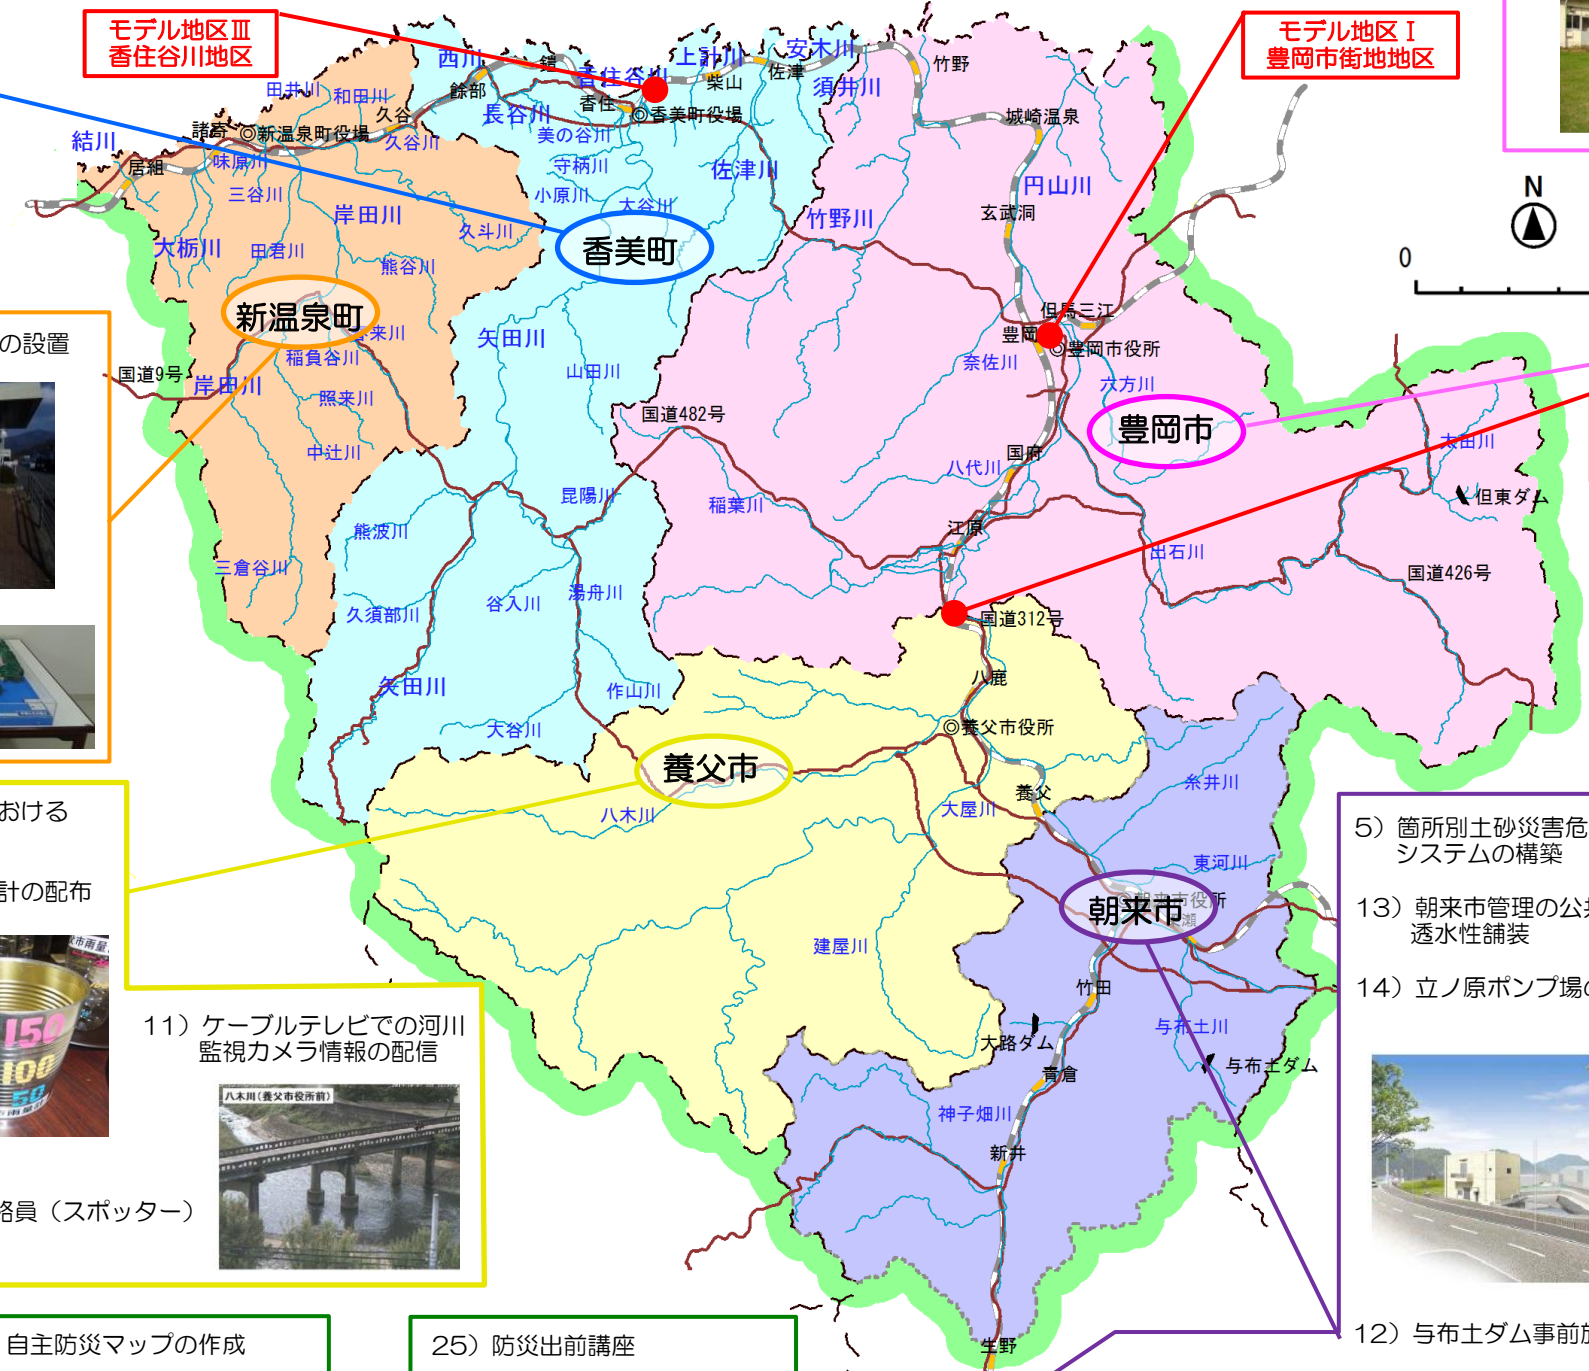 モデル地区Ⅲ
香住谷川地区
モデル地区Ⅰ
豊岡市街地地区
N
0
西川
鎧
香住谷川
上計川
安木川
餘部
香住
柴山
佐津
須井川
竹野
田井川
和田川
久谷
長谷川
◎香美町役場
城崎温泉
結川
諸寄
◎新温泉町役場
久谷川
美の谷川
居組
味原川
守柄川
佐津川
三谷川
小原川
大谷川
円山川
岸田川
竹野川
玄武洞
大栃川
田君川
久斗川
香美町
熊谷川
新温泉町
但馬三江
春来川
矢田川
豊岡
◎豊岡市役所
の設置
稲負谷川
国道9号
岸田川
山田川
奈佐川
六方川
照来川
国道482号
豊岡市
中辻川
国府
太田川
八代川
昆陽川
稲葉川
但東ダム
熊波川
江原
出石川
三倉谷川
国道426号
久須部川
谷入川
湯舟川
国道312号
矢田川
作山川
八鹿
大谷川
◎養父市役所
養父市
糸井川
養父
八木川
大屋川
おける
計の配布
5）箇所別土砂災害危
システムの構築
東河川
朝来市
13）朝来市管理の公共
透水性舗装
建屋川
竹田
14）立ノ原ポンプ場の
11）ケーブルテレビでの河川
監視カメラ情報の配信
与布土川
大路ダム
与布土ダム
青倉
150
100
50
八木川(養父市役所前)
神子畑川
新井
絡員（スポッター）
12）与布土ダム事前放
自主防災マップの作成
25）防災出前講座
生野